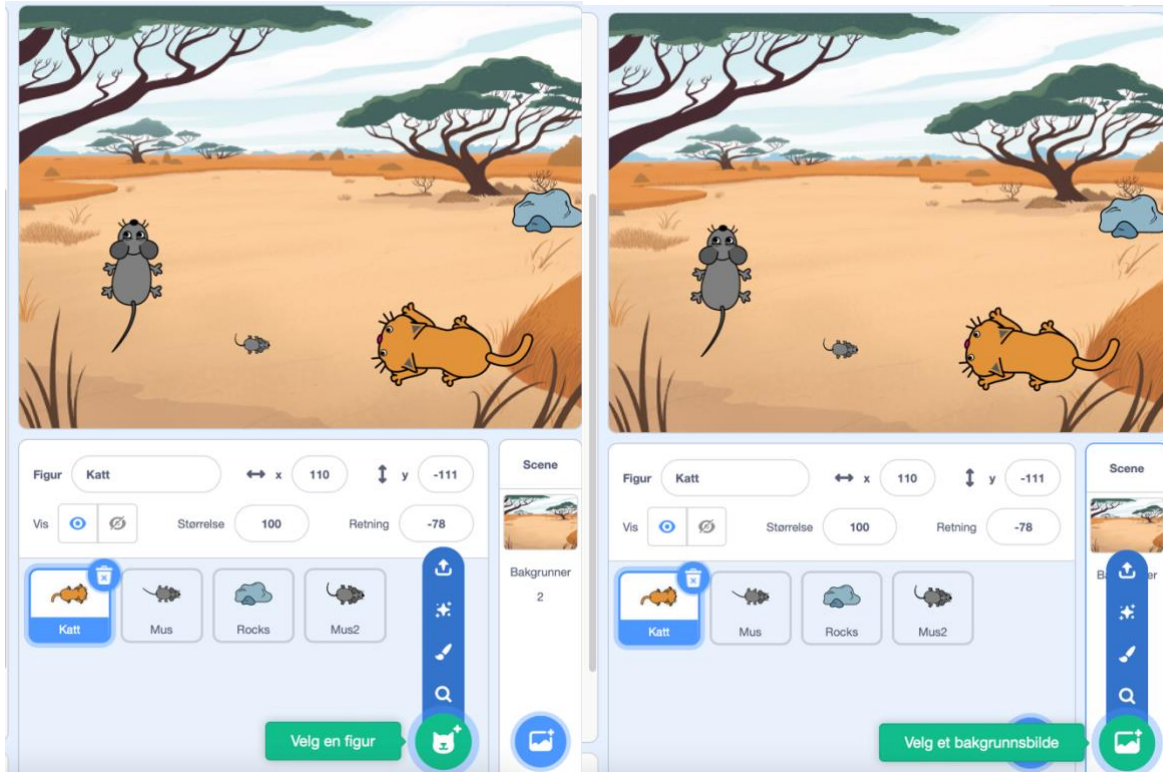 Figur Katt x 110 y -111
Vis Størrelse 100 Retning -78
Katt Mus Rocks Mus2
Velg en figur
Scene
Bakgrunner
2
Figur Katt x 110 y -111
Vis Størrelse 100 Retning -78
Katt Mus Rocks Mus2
Velg et bakgrunnsbilde
Scene